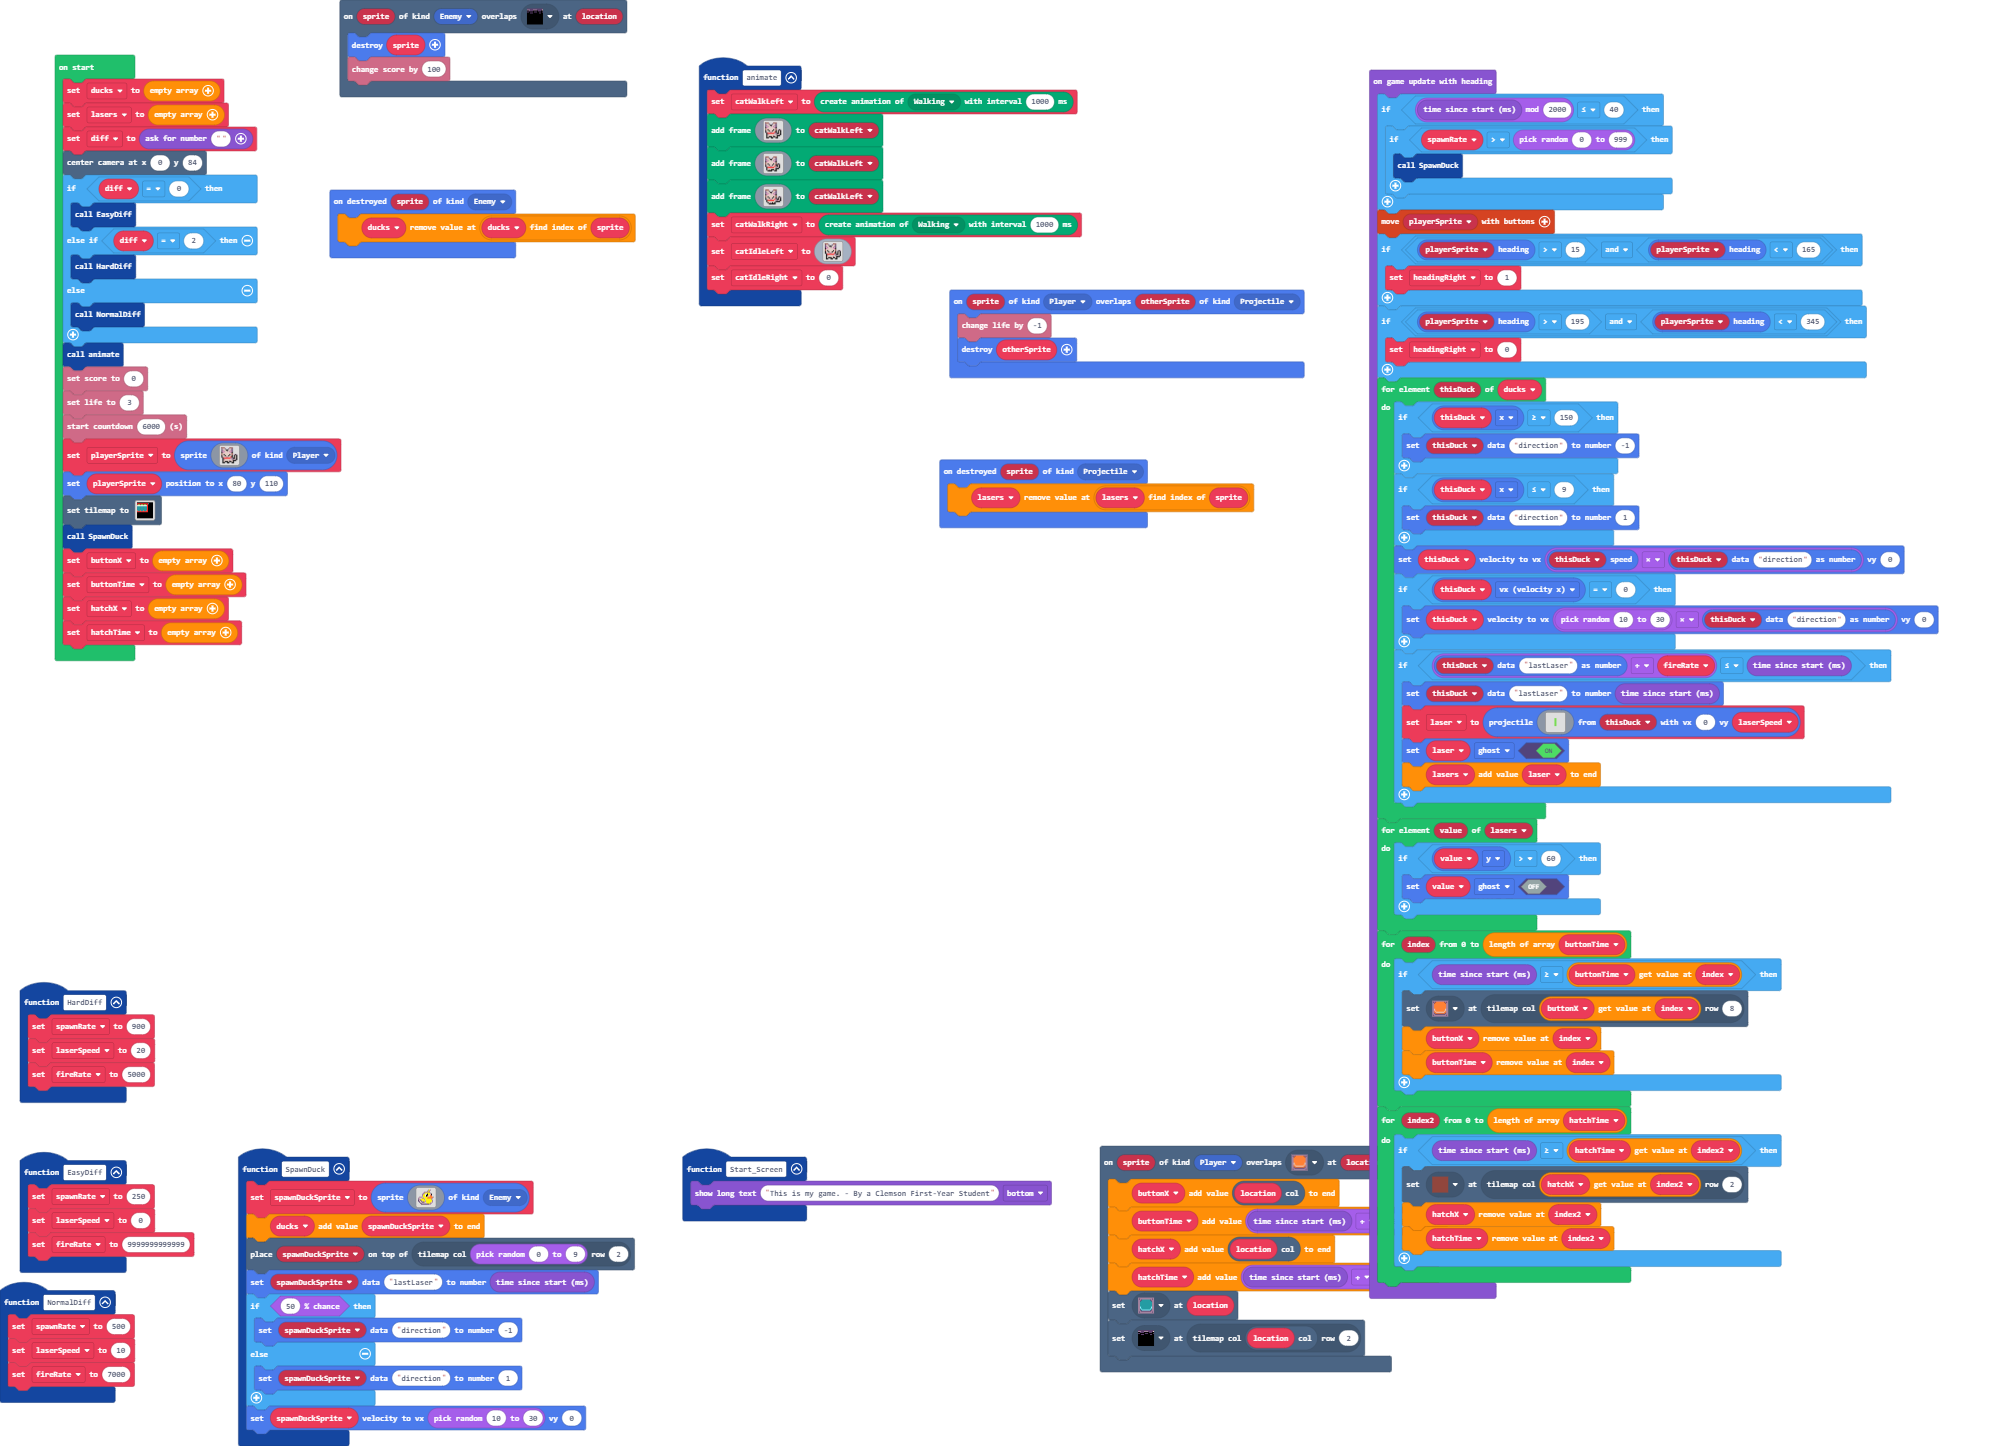 on start
set ducks to empty array
set lasers to empty array
set diff to ask for number " "
center camera at x 0 y 84
if diff = 0 then
call EasyDiff
else if diff = 2 then
call HardDiff
else
call NormalDiff
call animate
set score to 0
set life to 3
start countdown 6000 (s)
set playerSprite to sprite of kind Player
set playerSprite position to x 80 y 110
set tilemap to
call SpawnDuck
set buttonX to empty array
set buttonTime to empty array
set hatchX to empty array
set hatchTime to empty array
on sprite of kind Enemy overlaps at location
destroy sprite
change score by 100
on destroyed sprite of kind Enemy
ducks remove value at ducks find index of sprite
function animate
set catWalkLeft to create animation of Walking with interval 1000 ms
add frame to catWalkLeft
add frame to catWalkLeft
add frame to catWalkLeft
set catWalkRight to create animation of Walking with interval 1000 ms
set catIdleLeft to
set catIdleRight to 0
on sprite of kind Player overlaps otherSprite of kind Projectile
change life by -1
destroy otherSprite
on destroyed sprite of kind Projectile
lasers remove value at lasers find index of sprite
on game update with heading
if time since start (ms) mod 2000 ≤ 40 then
if spawnRate > pick random 0 to 999 then
call SpawnDuck
move playerSprite with buttons
if playerSprite heading > 15 and playerSprite heading < 165 then
set headingRight to 1
if playerSprite heading > 195 and playerSprite heading < 345 then
set headingRight to 0
for element thisDuck of ducks
do
if thisDuck x ≥ 150 then
set thisDuck data "direction" to number -1
if thisDuck x ≤ 9 then
set thisDuck data "direction" to number 1
set thisDuck velocity to vx thisDuck speed × thisDuck data "direction" as number vy 0
if thisDuck vx (velocity x) = 0 then
set thisDuck velocity to vx pick random 10 to 30 × thisDuck data "direction" as number vy 0
if thisDuck data "lastLaser" as number + fireRate ≤ time since start (ms) then
set thisDuck data "lastLaser" to number time since start (ms)
set laser to projectile from thisDuck with vx 0 vy laserSpeed
set laser ghost ON
lasers add value laser to end
for element value of lasers
do
if value y > 60 then
set value ghost OFF
for index from 0 to length of array buttonTime
do
if time since start (ms) ≥ buttonTime get value at index then
set at tilemap col buttonX get value at index row 8
buttonX remove value at index
buttonTime remove value at index
for index2 from 0 to length of array hatchTime
do
if time since start (ms) ≥ hatchTime get value at index2 then
set at tilemap col hatchX get value at index2 row 2
hatchX remove value at index2
hatchTime remove value at index2
function HardDiff
set spawnRate to 900
set laserSpeed to 20
set fireRate to 5000
function EasyDiff
set spawnRate to 250
set laserSpeed to 0
set fireRate to 9999999999999
function NormalDiff
set spawnRate to 500
set laserSpeed to 10
set fireRate to 7000
function SpawnDuck
set spawnDuckSprite to sprite of kind Enemy
ducks add value spawnDuckSprite to end
place spawnDuckSprite on top of tilemap col pick random 0 to 9 row 2
set spawnDuckSprite data "lastLaser" to number time since start (ms)
if 50 % chance then
set spawnDuckSprite data "direction" to number -1
else
set spawnDuckSprite data "direction" to number 1
set spawnDuckSprite velocity to vx pick random 10 to 30 vy 0
function Start_Screen
show long text "This is my game. - By a Clemson First-Year Student" bottom
on sprite of kind Player overlaps at locat
buttonX add value location col to end
buttonTime add value time since start (ms) +
hatchX add value location col to end
hatchTime add value time since start (ms) +
set at location
set at tilemap col location col row 2